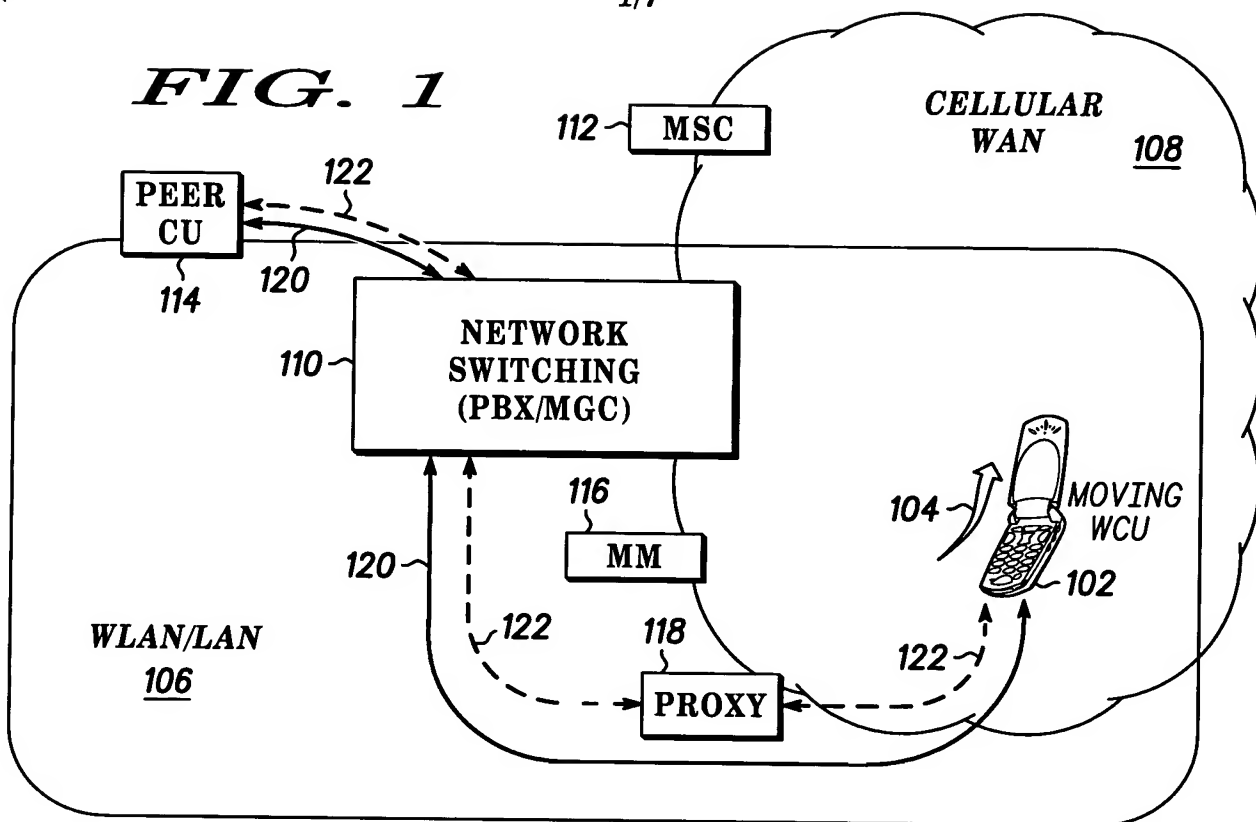 1/7
FIG. 1
CELLULAR
WAN
108
112
MSC
122
PEER
CU
120
114
110
NETWORK
SWITCHING
(PBX/MGC)
104
MOVING
WCU
116
MM
120
102
WLAN/LAN
106
122
118
122
PROXY